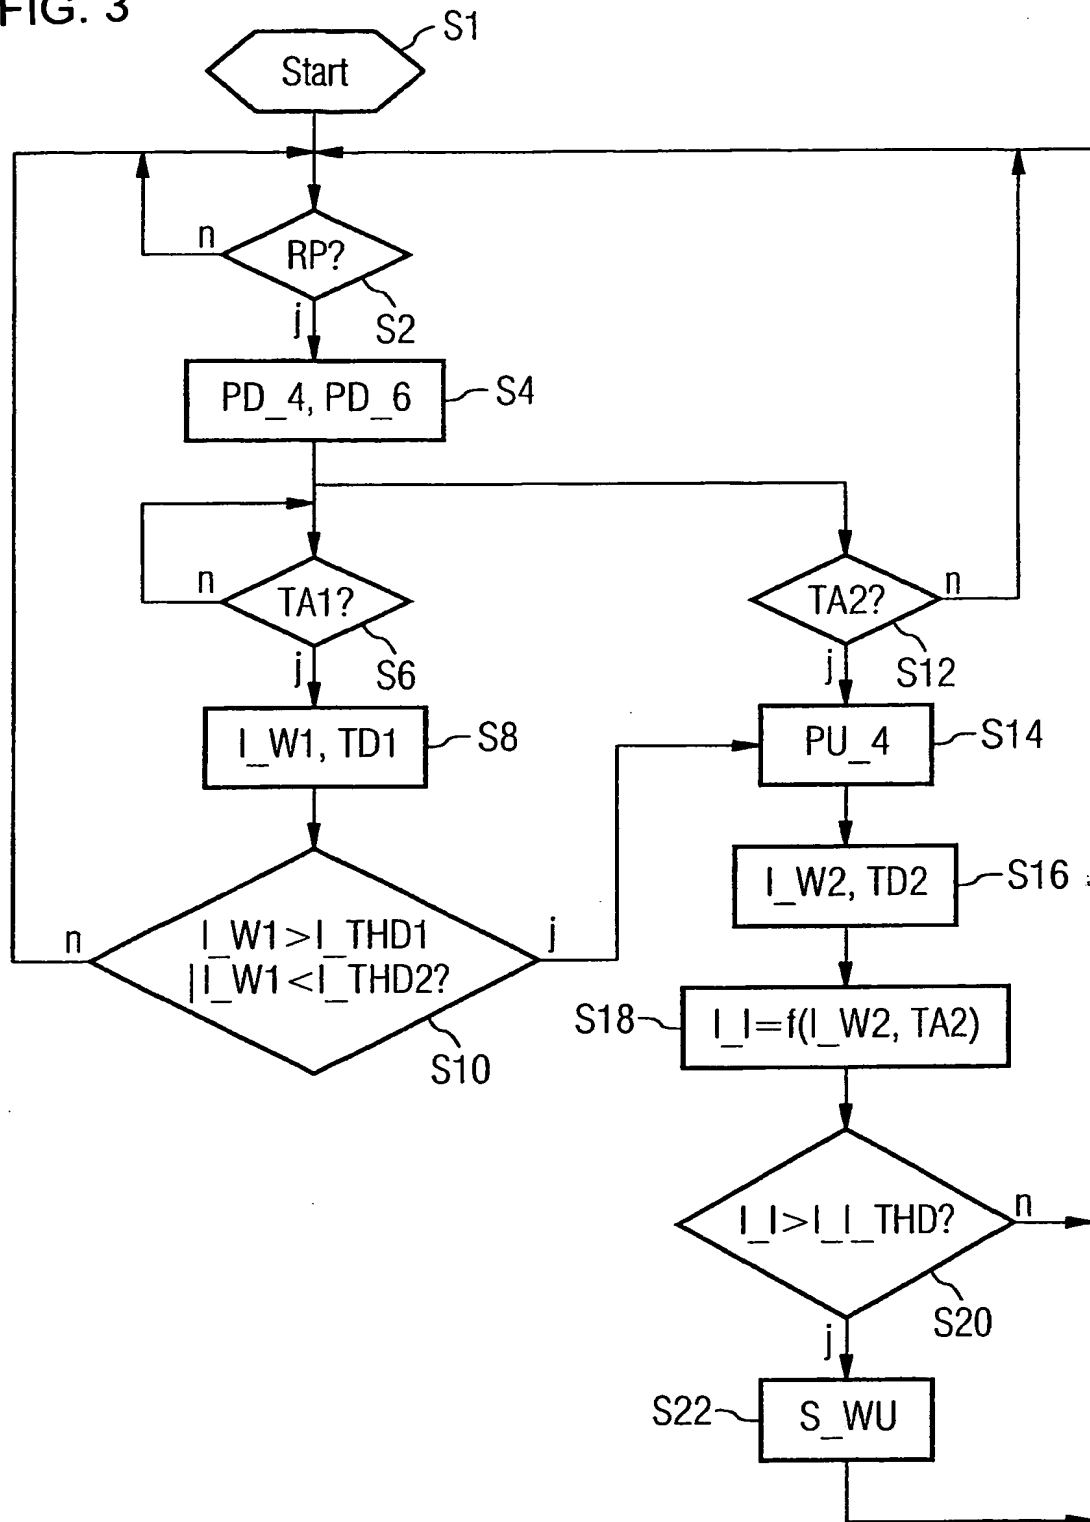 FIG. 3
S1
Start
n
RP?
S2
j
PD_4, PD_6
S4
n
TA1?
S6
j
TA2?
n
S12
j
I_W1, TD1
S8
PU_4
S14
I_W2, TD2
S16
n
I_W1>I_THD1
|I_W1<I_THD2?
j
S10
S18
I_I=f(I_W2, TA2)
I_I>I_I_THD?
n
S20
j
S22
S_WU